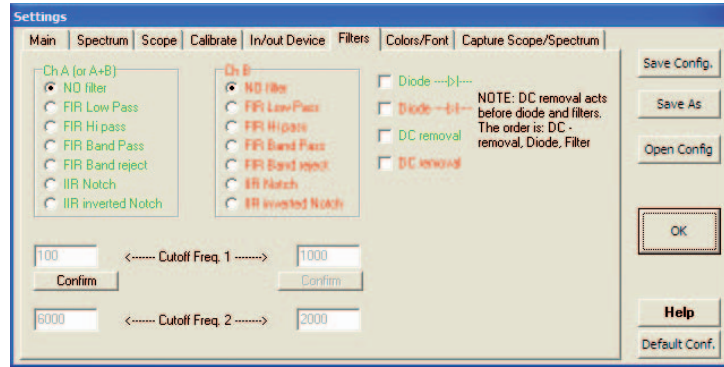 Settings
Main Spectrum Scope Calibrate In/out Device Filters Colors/Font Capture Scope/Spectrum
Ch A (or A+B)
NO filter
FIR Low Pass
FIR Hi pass
FIR Band Pass
FIR Band reject
IIR Notch
IIR inverted Notch
Ch B
NO filter
FIR Low Pass
FIR Hi pass
FIR Band Pass
FIR Band reject
IIR Notch
IIR inverted Notch
Diode ----|>|----
Diode ----|>|----
DC removal
DC removal
NOTE: DC removal acts
before diode and filters.
The order is: DC -
removal, Diode, Filter
100 <------ Cutoff Freq. 1 --------> 1000
Confirm Confirm
6000 <------ Cutoff Freq. 2 --------> 2000
Save Config.
Save As
Open Config
OK
Help
Default Conf.